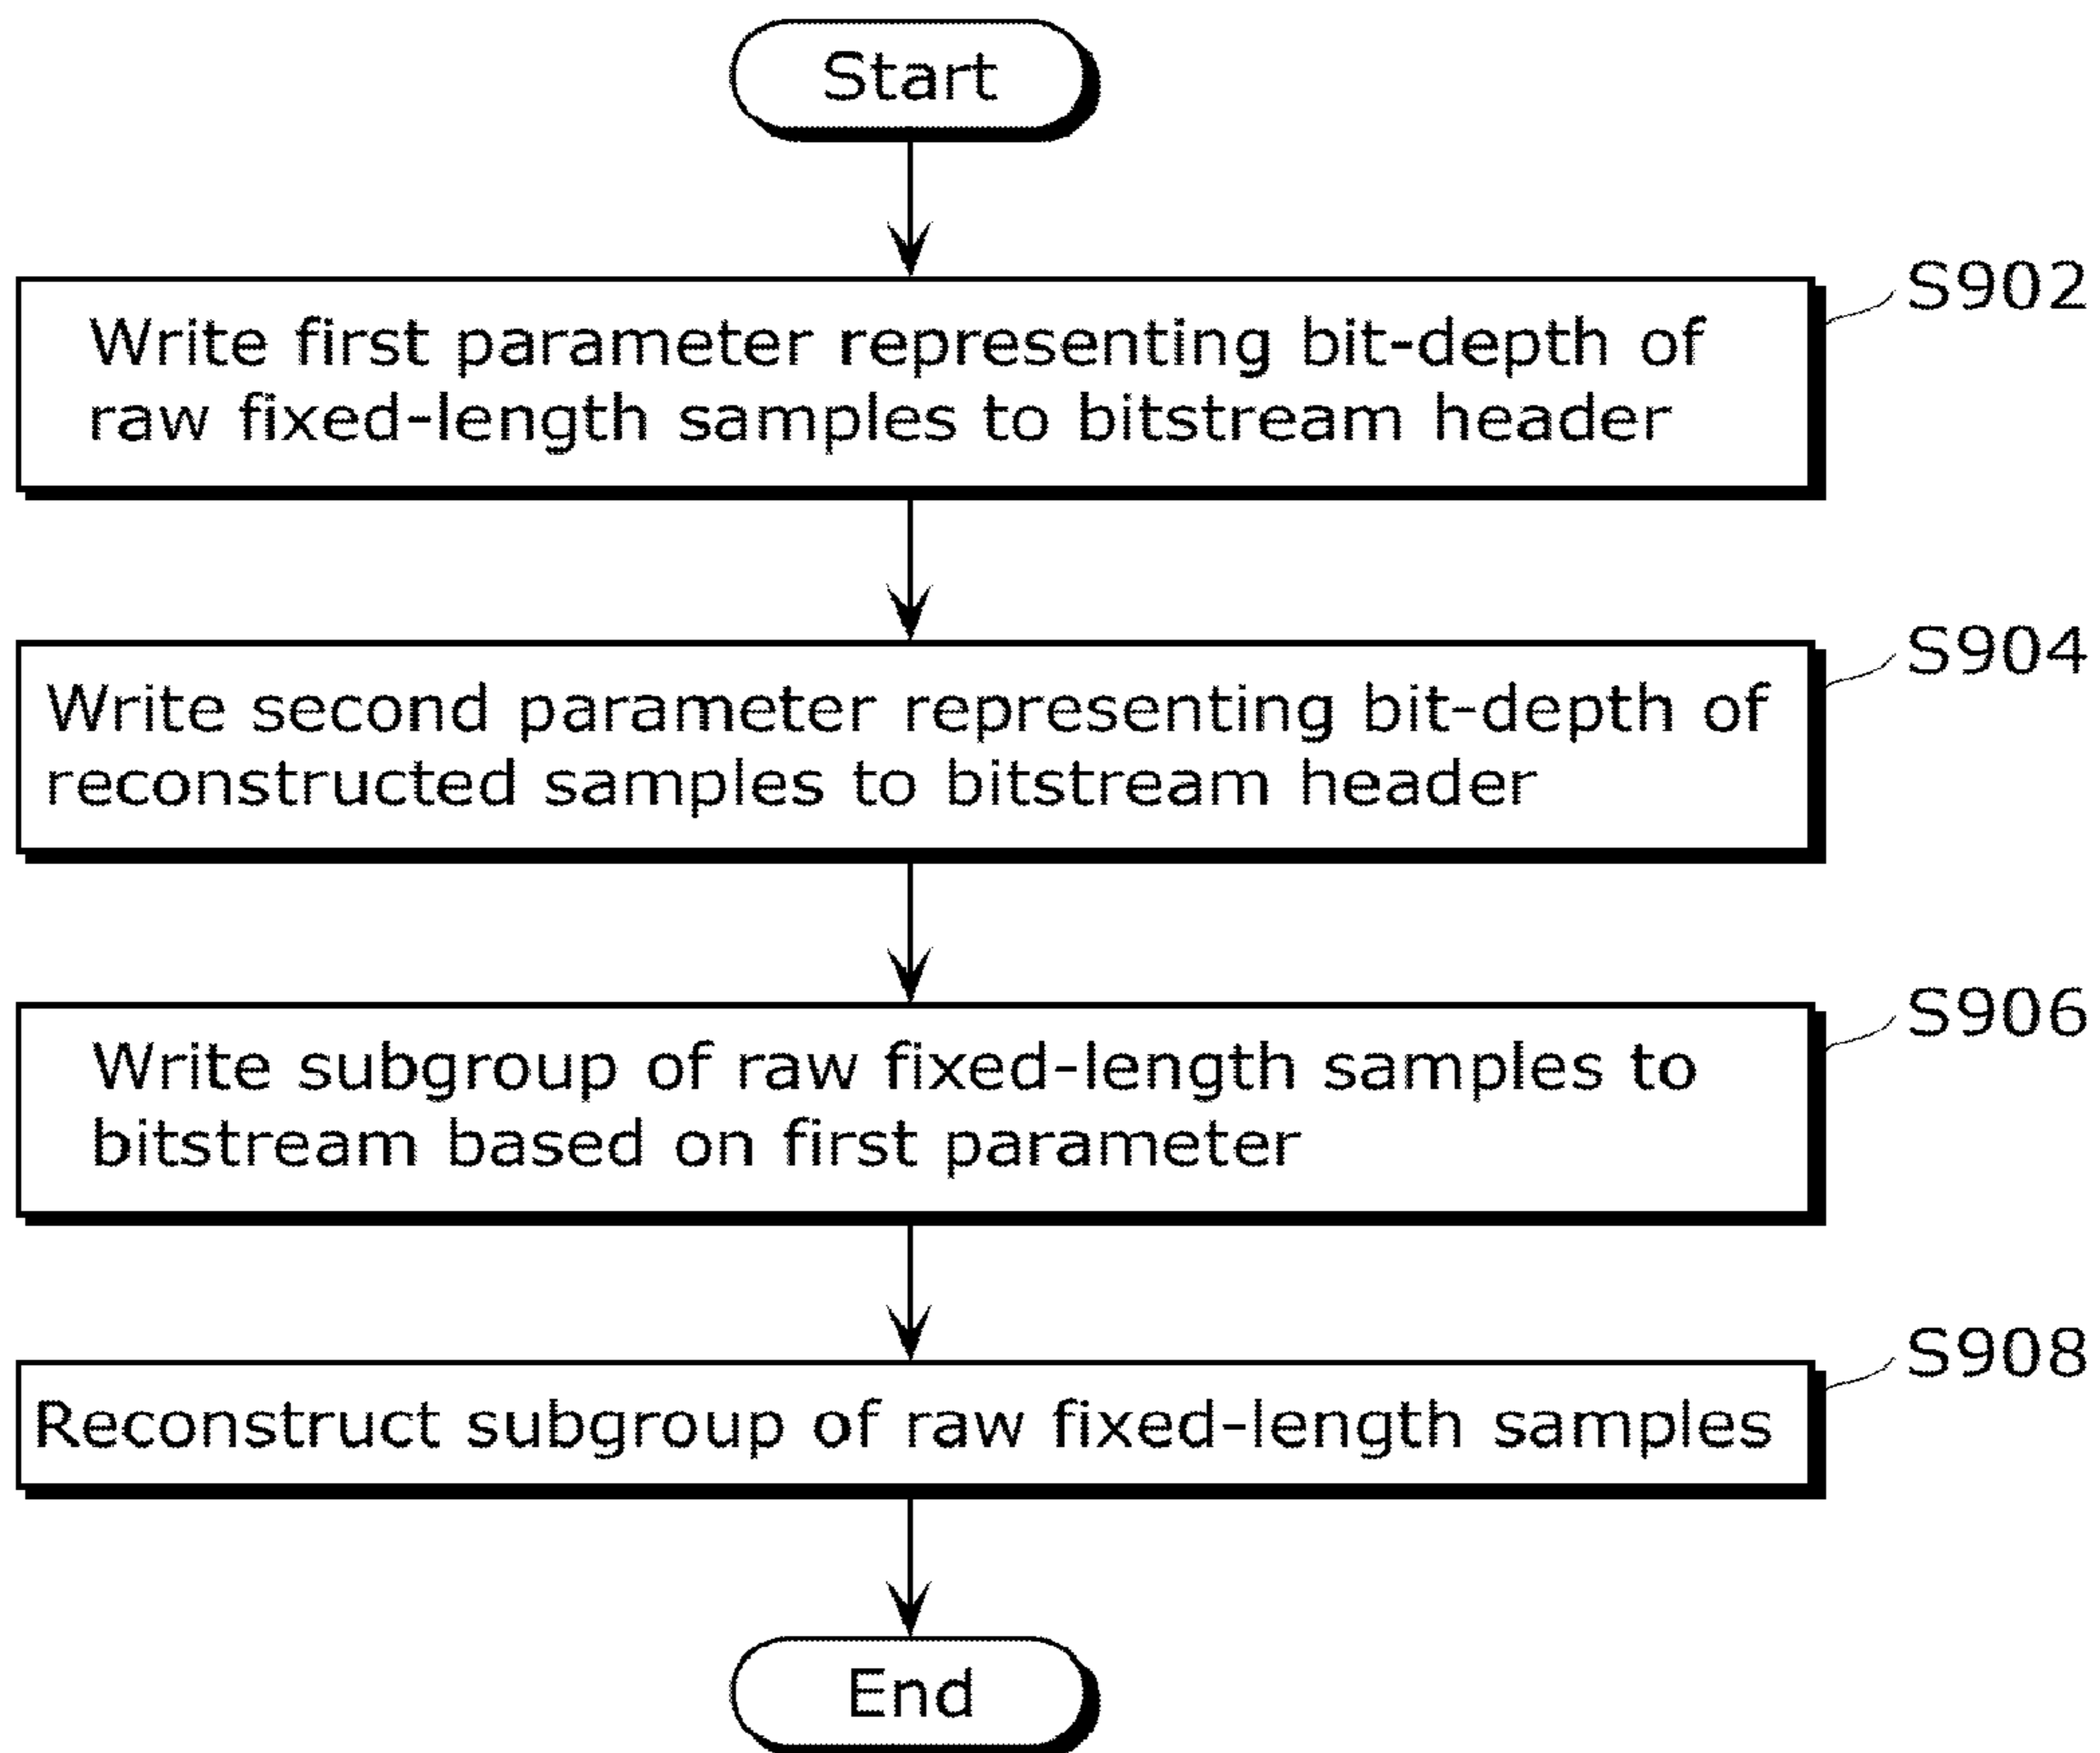 Start
S902
Write first parameter representing bit-depth of
raw fixed-length samples to bitstream header
S904
Write second parameter representing bit-depth of
reconstructed samples to bitstream header
S906
Write subgroup of raw fixed-length samples to
bitstream based on first parameter
S908
Reconstruct subgroup of raw fixed-length samples
End